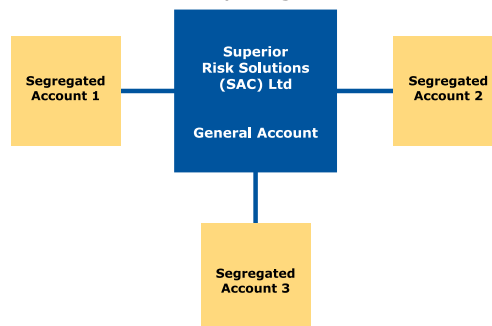 Superior
Risk Solutions
(SAC) Ltd
General Account
Segregated
Account 1
Segregated
Account 2
Segregated
Account 3